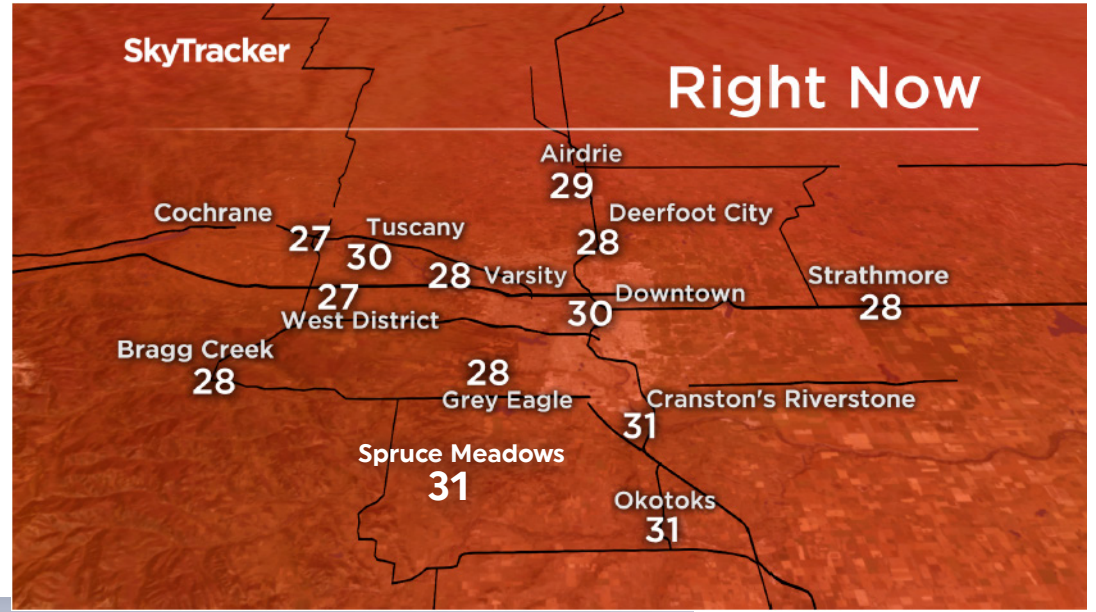 SkyTracker
Right Now
Airdrie
29
Cochrane
27
Tuscany
30
Deerfoot City
28
28 Varsity
27
West District
Downtown
30
Strathmore
28
Bragg Creek
28
28
Grey Eagle
Cranston's Riverstone
31
Spruce Meadows
31
Okotoks
31